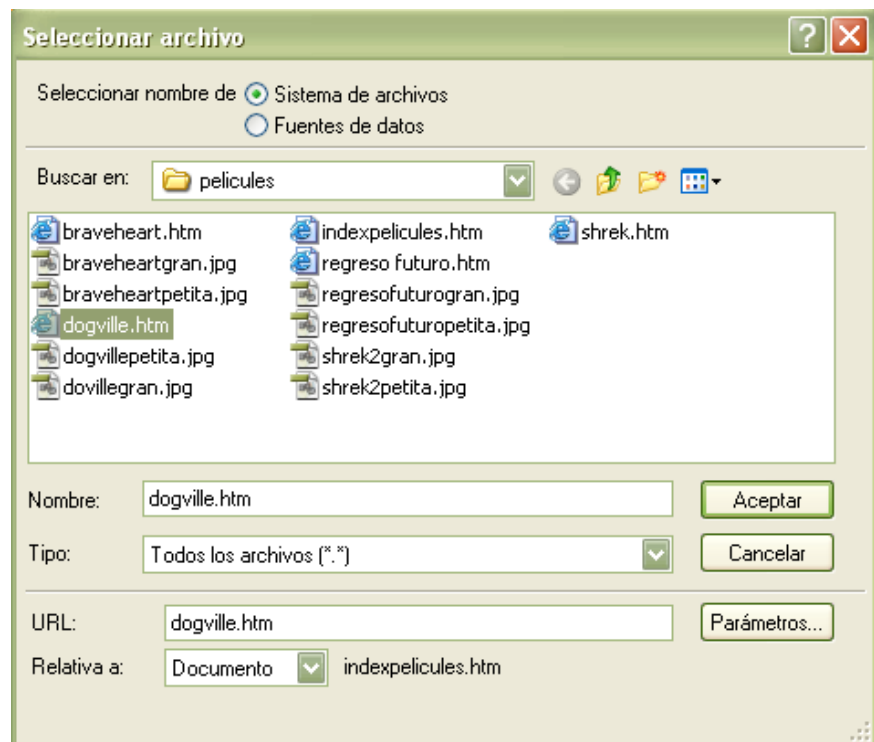 Seleccionar archivo
Seleccionar nombre de Sistema de archivos
Fuentes de datos
Buscar en: pelicules
braveheart.htm indexpelicules.htm shrek.htm
braveheartgran.jpg regreso futuro.htm
braveheartpetita.jpg regresofuturogran.jpg
dogville.htm regresofuturopetita.jpg
dogvillepetita.jpg shrek2gran.jpg
dovillegran.jpg shrek2petita.jpg
Nombre: dogville.htm Aceptar
Tipo: Todos los archivos (*.*) Cancelar
URL: dogville.htm Parámetros...
Relativa a: Documento indexpelicules.htm